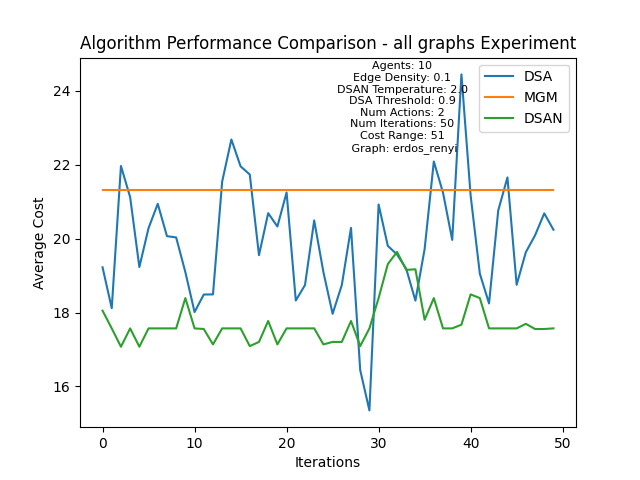 Algorithm Performance Comparison - all graphs Experiment
Agents: 10
Edge Density: 0.1
DSAN Temperature: 2.0
DSA Threshold: 0.9
Num Actions: 2
Num Iterations: 50
Cost Range: 51
Graph: erdos_renyi
DSA
MGM
DSAN
Average Cost
24
22
20
18
16
0
10
20
30
40
50
Iterations